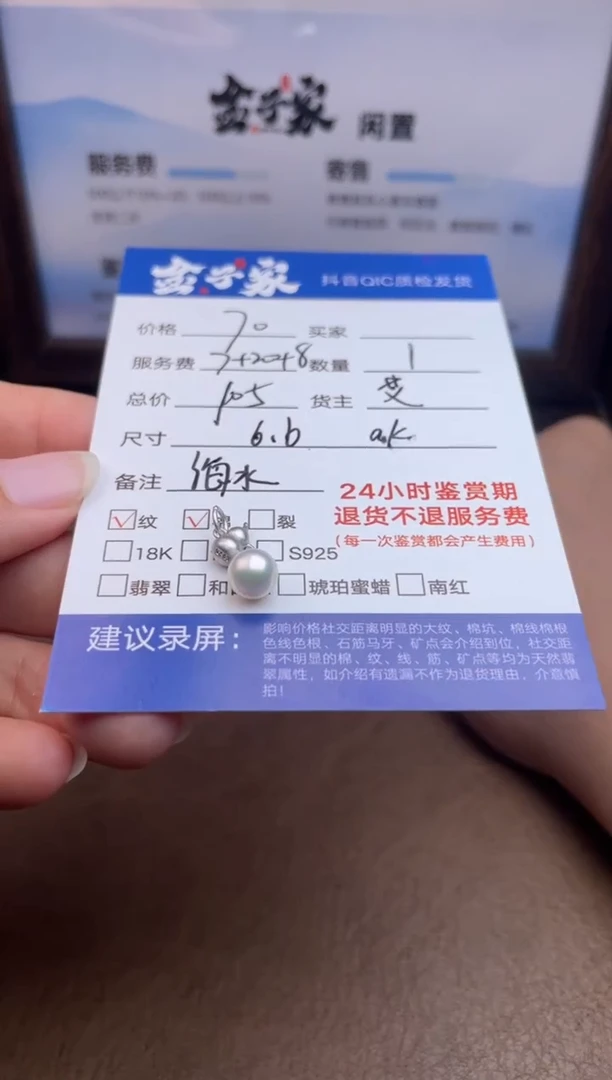 金子家 闲置
服务费 寄售
金子家 抖音QIC质检发货
价格 70 买家
服务费 7+20+8 数量 1
总价 105 货主 艾
尺寸 6.6 ak
备注
24小时鉴赏期
退货不退服务费
(每一次鉴赏都会产生费用)
纹 裂
18K S925
翡翠 和 琥珀蜜蜡 南红
建议录屏：
影响价格社交距离明显的大纹、棉坑、棉线棉根
色线色根、石筋马牙、矿点会介绍到位，社交距
离不明显的棉、纹、线、筋、矿点等均为天然翡
翠属性，如介绍有遗漏不作为退货理由，介意慎
拍！